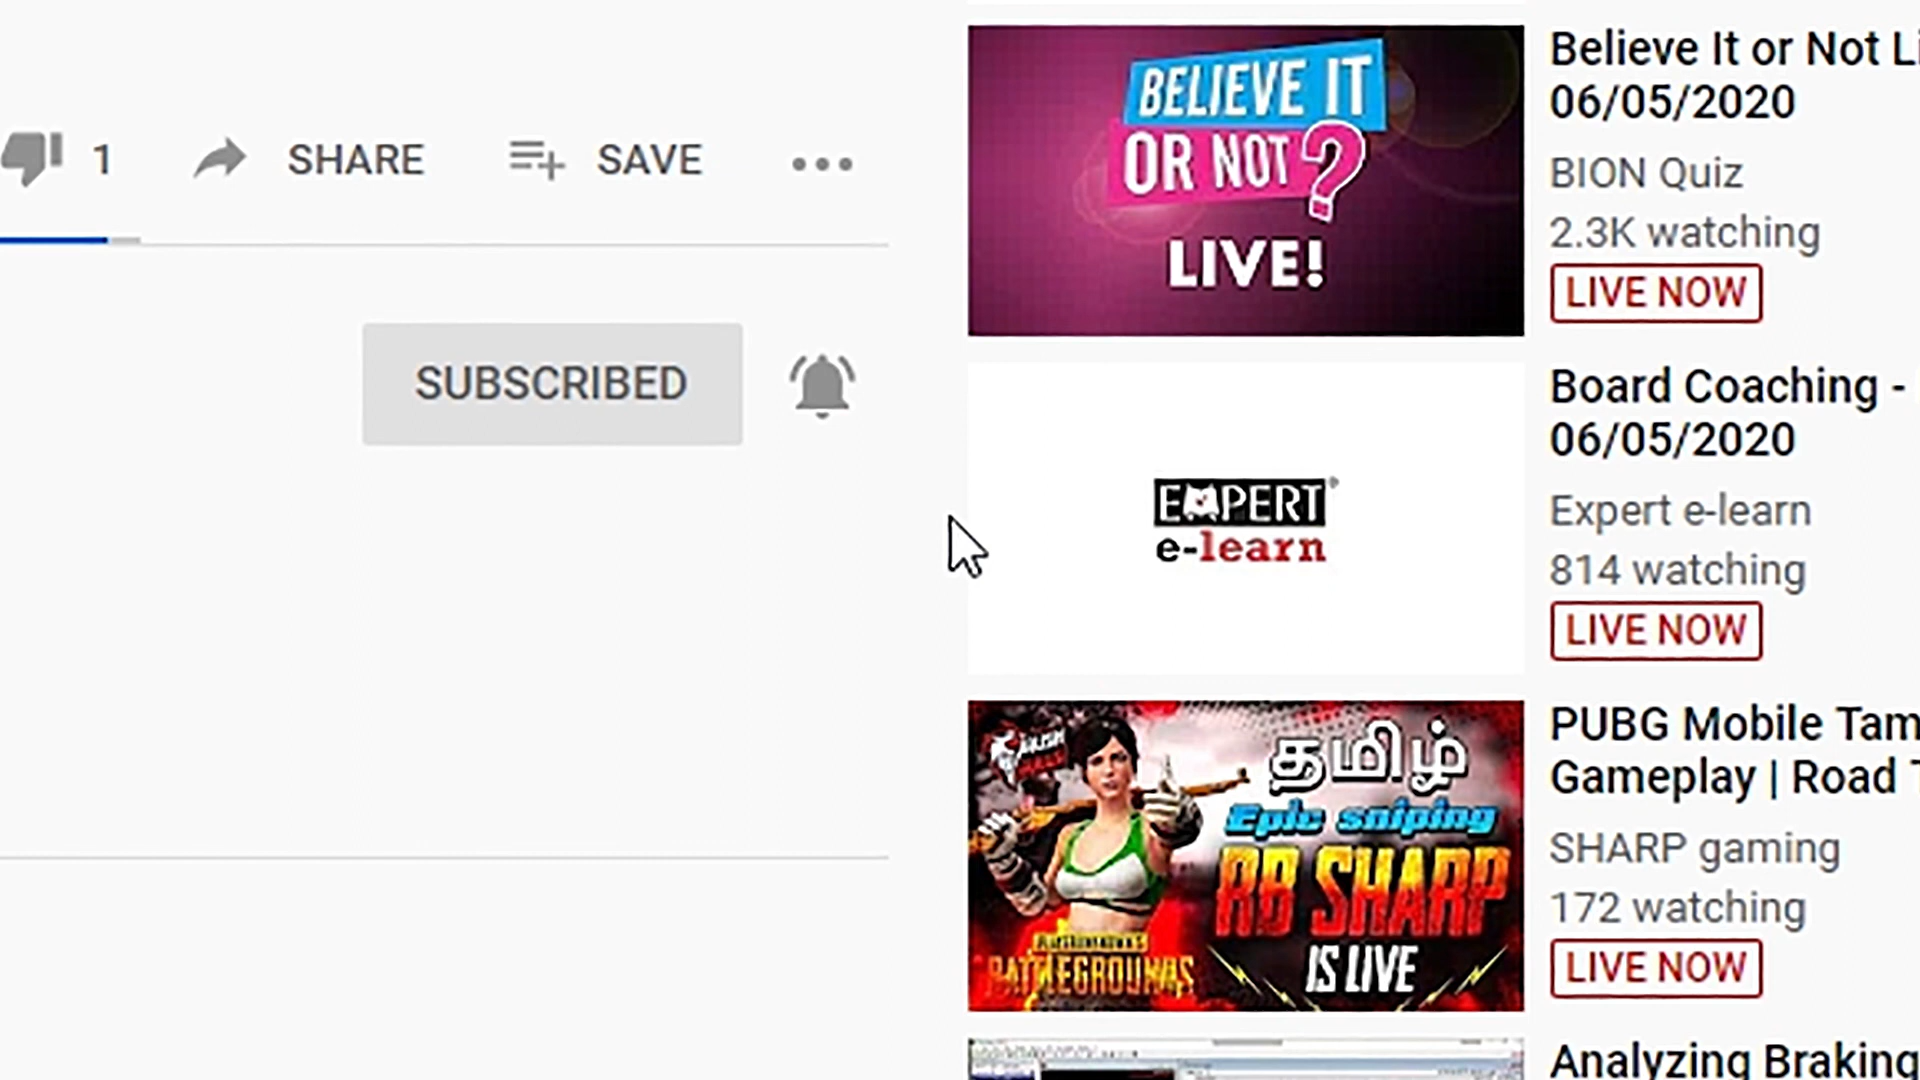 1
SHARE
SAVE
SUBSCRIBED
BELIEVE IT
OR NOT?
LIVE!
Believe It or Not Li
06/05/2020
BION Quiz
2.3K watching
LIVE NOW
EXPERT
e-learn
Board Coaching -
06/05/2020
Expert e-learn
814 watching
LIVE NOW
தமிழ்
Epic sniping
RB SHARP
IS LIVE
BATTLEGROUNDS
PUBG Mobile Tam
Gameplay | Road T
SHARP gaming
172 watching
LIVE NOW
Analyzing Braking